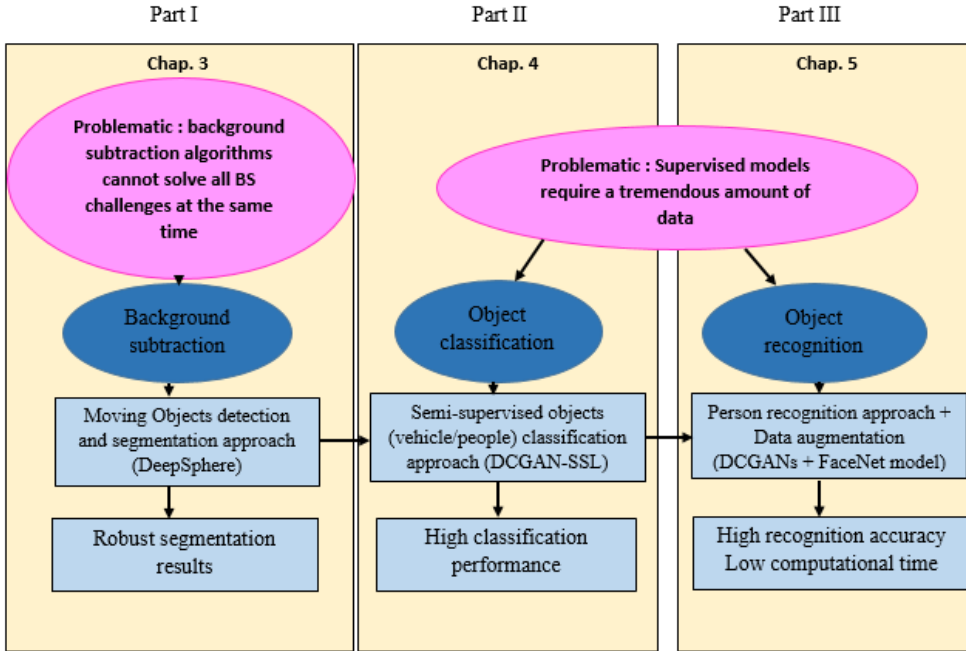 Part I
Part II
Part III
Chap. 3
Chap. 4
Chap. 5
Problematic : background
subtraction algorithms
cannot solve all BS
challenges at the same
time
Problematic : Supervised models
require a tremendous amount of
data
Background
subtraction
Object
classification
Object
recognition
Moving Objects detection
and segmentation approach
(DeepSphere)
Semi-supervised objects
(vehicle/people) classification
approach (DCGAN-SSL)
Person recognition approach +
Data augmentation
(DCGANs + FaceNet model)
Robust segmentation
results
High classification
performance
High recognition accuracy
Low computational time